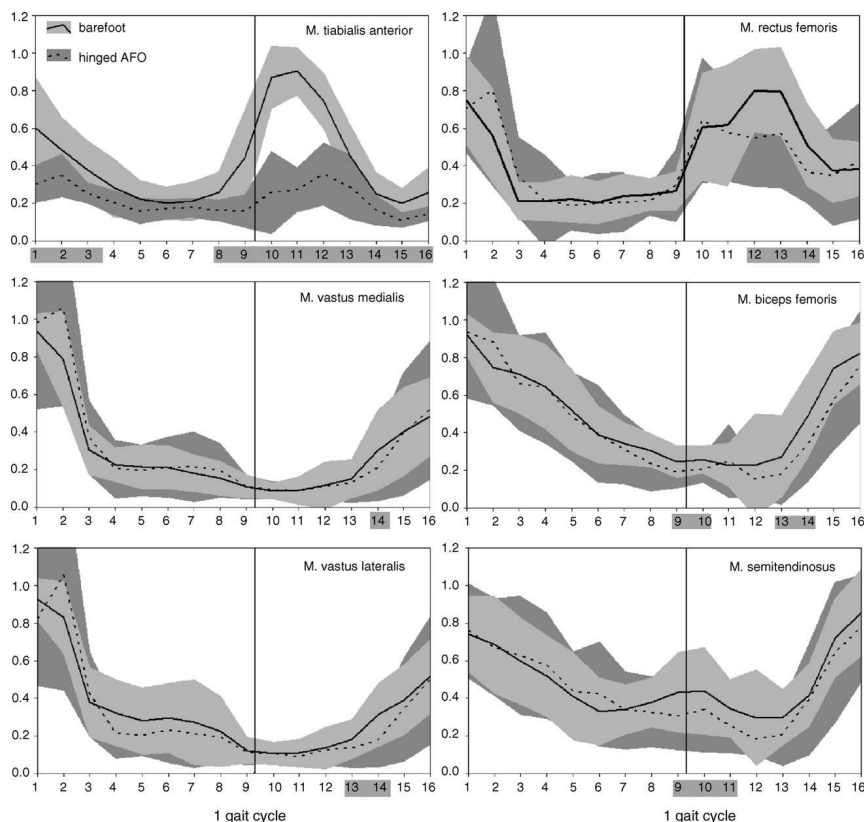 M. tiabialis anterior
barefoot
hinged AFO
1.2
1.0
0.8
0.6
0.4
0.2
0.0
1 2 3 4 5 6 7 8 9 10 11 12 13 14 15 16
M. rectus femoris
1.2
1.0
0.8
0.6
0.4
0.2
0.0
1 2 3 4 5 6 7 8 9 10 11 12 13 14 15 16
M. vastus medialis
1.2
1.0
0.8
0.6
0.4
0.2
0.0
1 2 3 4 5 6 7 8 9 10 11 12 13 14 15 16
M. biceps femoris
1.2
1.0
0.8
0.6
0.4
0.2
0.0
1 2 3 4 5 6 7 8 9 10 11 12 13 14 15 16
M. vastus lateralis
1.2
1.0
0.8
0.6
0.4
0.2
0.0
1 2 3 4 5 6 7 8 9 10 11 12 13 14 15 16
1 gait cycle
M. semitendinosus
1.2
1.0
0.8
0.6
0.4
0.2
0.0
1 2 3 4 5 6 7 8 9 10 11 12 13 14 15 16
1 gait cycle